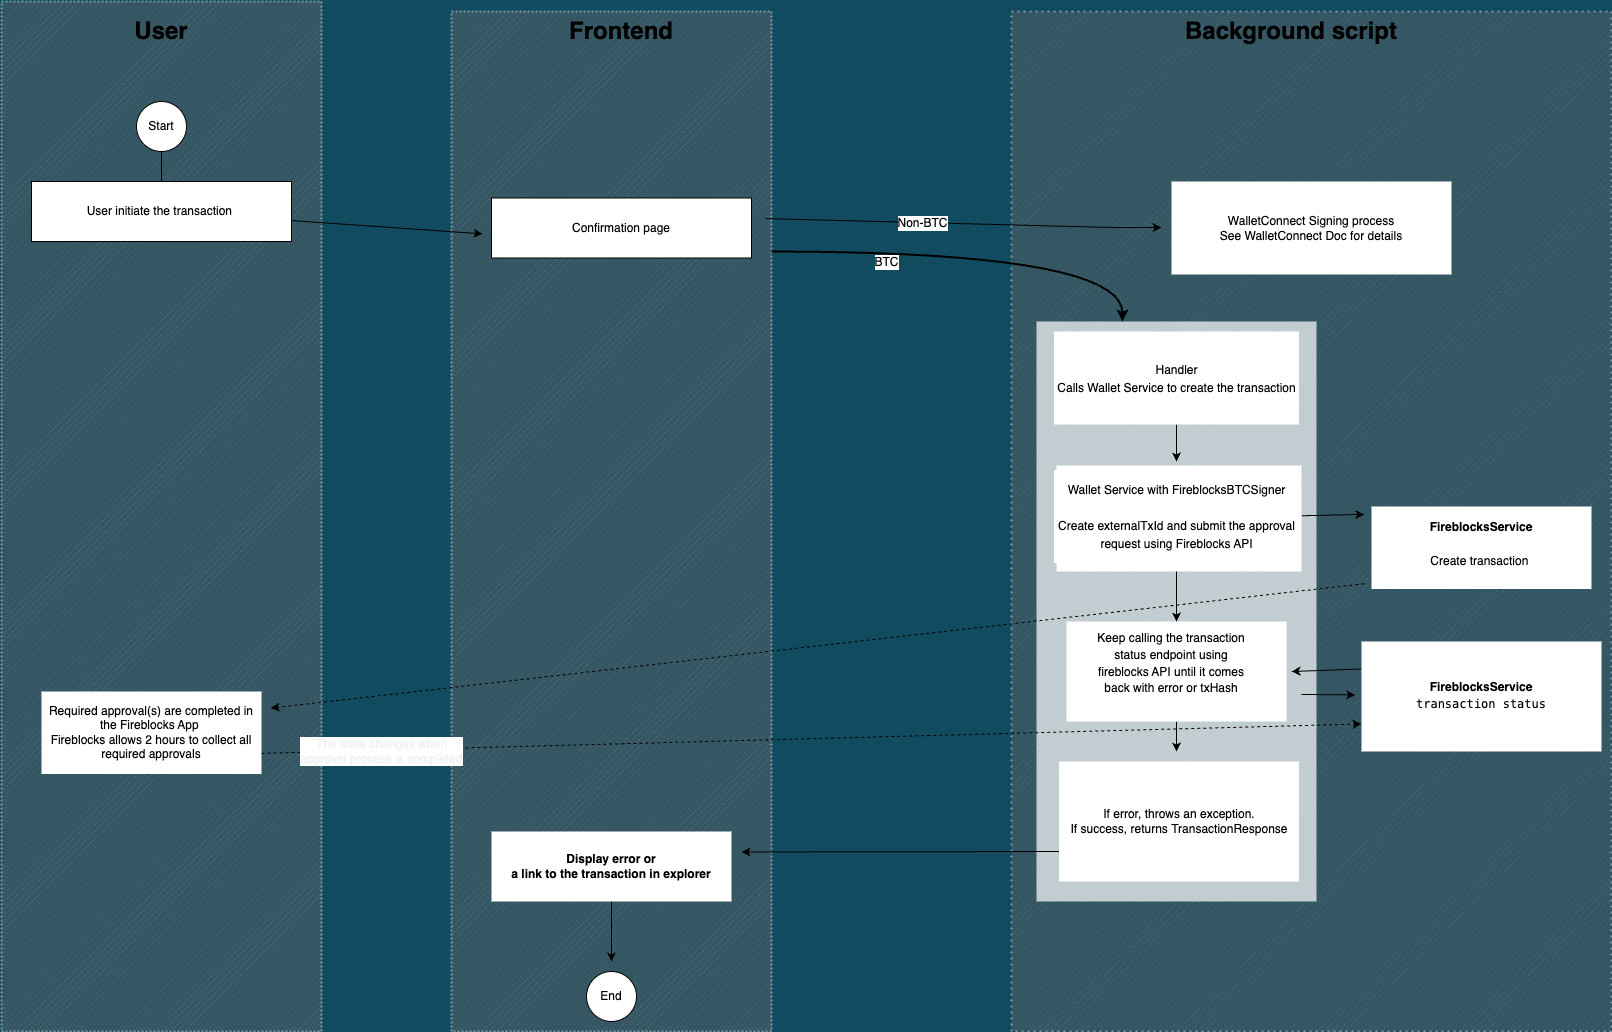 User
Frontend
Background script
Start
User initiate the transaction
Confirmation page
Non-BTC
BTC
WalletConnect Signing process
See WalletConnect Doc for details
Handler
Calls Wallet Service to create the transaction
Wallet Service with FireblocksBTCSigner
Create externalTxId and submit the approval
request using Fireblocks API
FireblocksService
Create transaction
Keep calling the transaction
status endpoint using
fireblocks API until it comes
back with error or txHash
FireblocksService
transaction status
Required approval(s) are completed in
the Fireblocks App
Fireblocks allows 2 hours to collect all
required approvals
The state changes when
approval process is completed
If error, throws an exception.
If success, returns TransactionResponse
Display error or
a link to the transaction in explorer
End